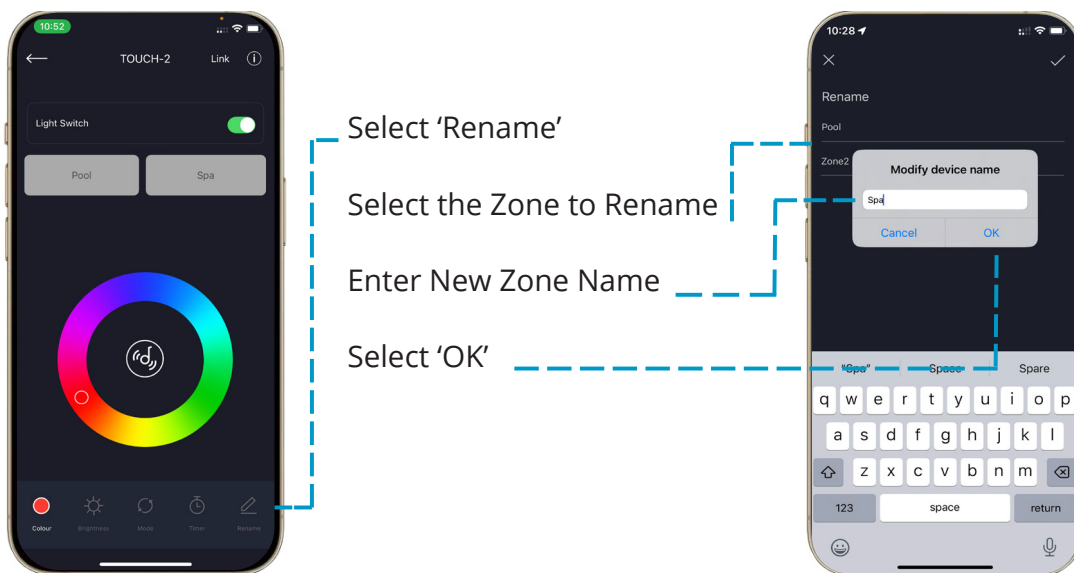 10:52
TOUCH-2 Link
Light Switch
Pool Spa
Colour Brightness Mode Timer Rename
Select ‘Rename’
Select the Zone to Rename
Enter New Zone Name
Select ‘OK’
10:28
Rename
Pool
Zone2
Modify device name
Spa
Cancel OK
“Spa” Space Spare
q w e r t y u i o p
a s d f g h j k l
z x c v b n m
123 space return